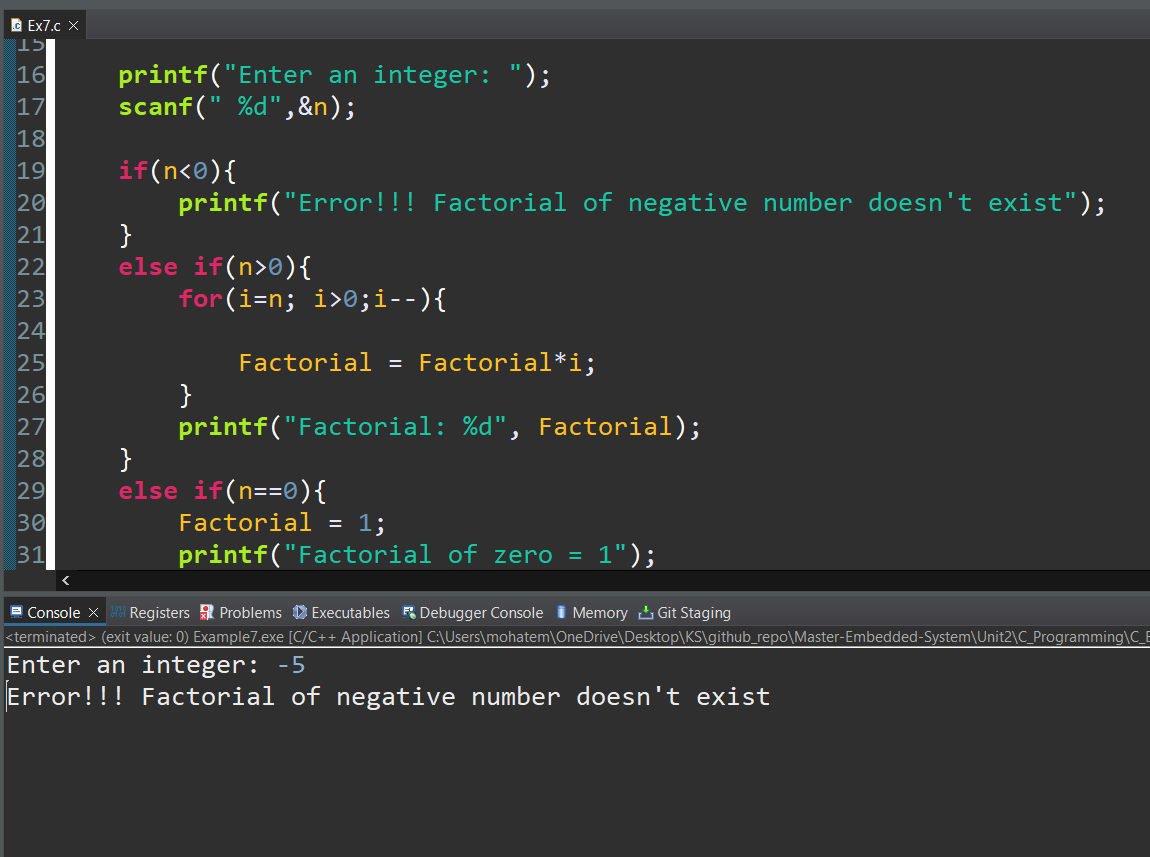 Ex7.c
15
16 printf("Enter an integer: ");
17 scanf(" %d",&n);
18
19 if(n<0){
20 printf("Error!!! Factorial of negative number doesn't exist");
21 }
22 else if(n>0){
23 for(i=n; i>0;i--){
24
25 Factorial = Factorial*i;
26 }
27 printf("Factorial: %d", Factorial);
28 }
29 else if(n==0){
30 Factorial = 1;
31 printf("Factorial of zero = 1");
Console Registers Problems Executables Debugger Console Memory Git Staging
<terminated> (exit value: 0) Example7.exe [C/C++ Application] C:\Users\mohatem\OneDrive\Desktop\KS\github_repo\Master-Embedded-System\Unit2\C_Programming\C_E
Enter an integer: -5
Error!!! Factorial of negative number doesn't exist